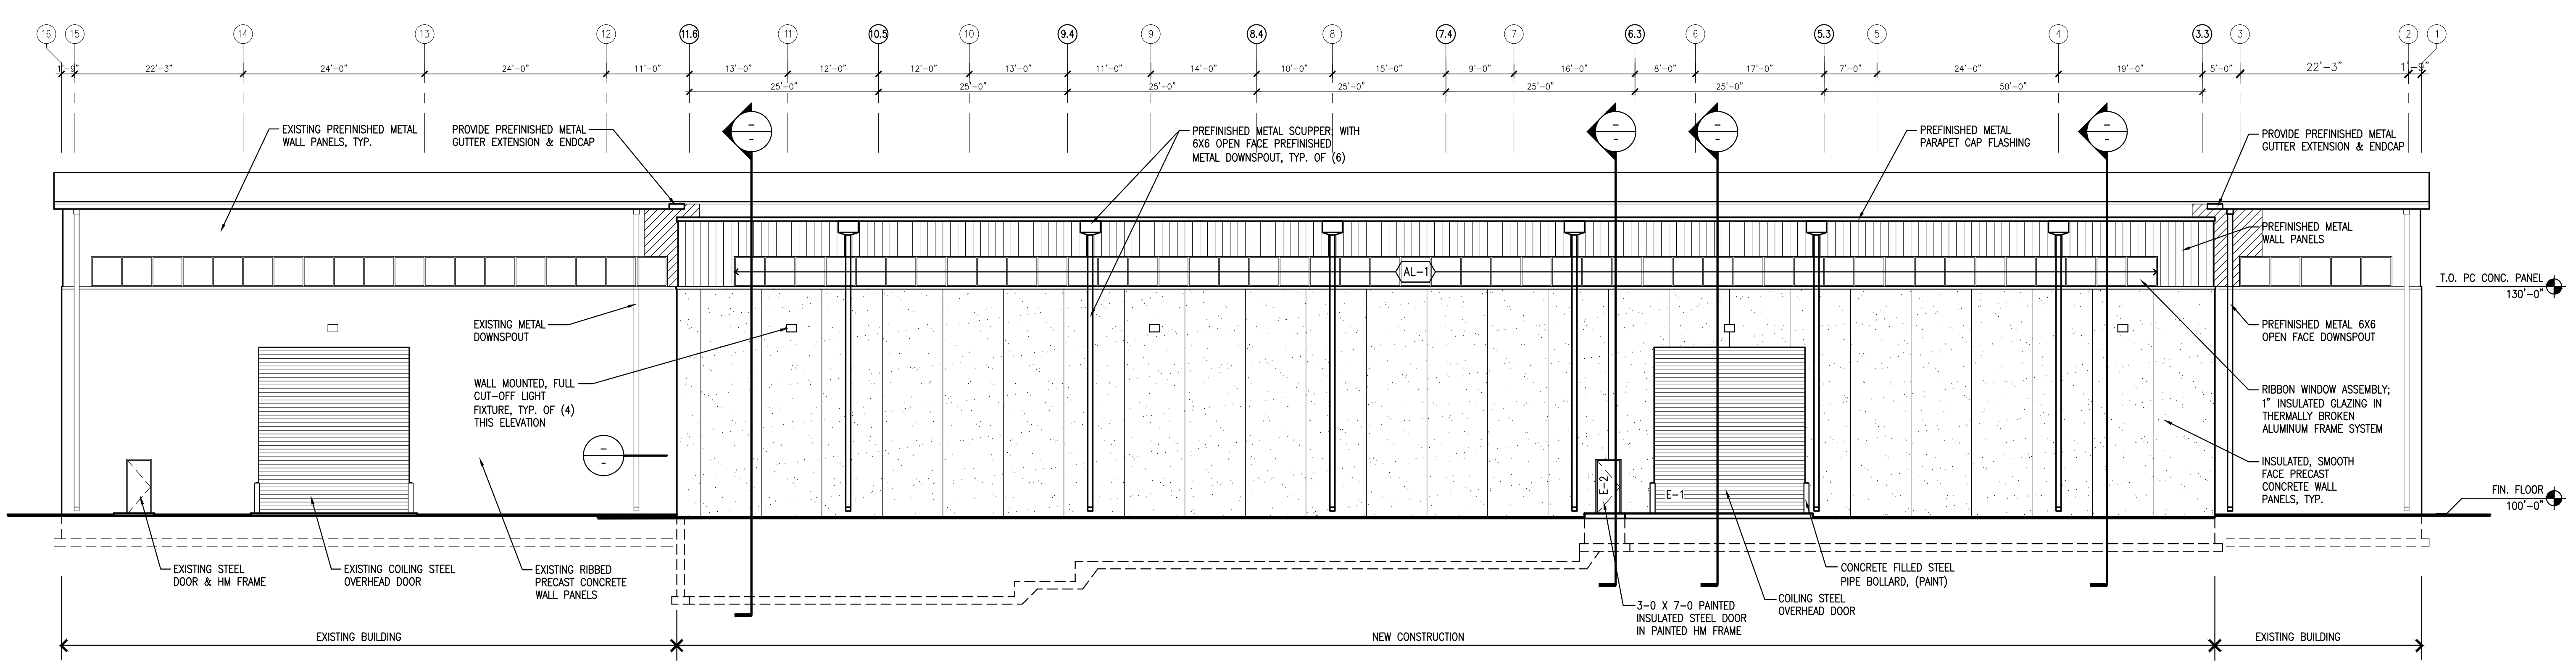 16 15 14 13 12 11.6 11 10.5 10 9.4 9 8.4 8 7.4 7 6.3 6 5.3 5 4 3.3 3 2 1
1'-9" 22'-3" 24'-0" 24'-0" 11'-0" 13'-0" 12'-0" 12'-0" 13'-0" 11'-0" 14'-0" 10'-0" 15'-0" 9'-0" 16'-0" 8'-0" 17'-0" 7'-0" 24'-0" 19'-0" 5'-0" 22'-3" 1'-9"
25'-0" 25'-0" 25'-0" 25'-0" 25'-0" 25'-0" 50'-0"
EXISTING PREFINISHED METAL
WALL PANELS, TYP.
PROVIDE PREFINISHED METAL
GUTTER EXTENSION & ENDCAP
PREFINISHED METAL SCUPPER; WITH
6X6 OPEN FACE PREFINISHED
METAL DOWNSPOUT, TYP. OF (6)
PREFINISHED METAL
PARAPET CAP FLASHING
PROVIDE PREFINISHED METAL
GUTTER EXTENSION & ENDCAP
PREFINISHED METAL
WALL PANELS
AL-1
T.O. PC CONC. PANEL
130'-0"
EXISTING METAL
DOWNSPOUT
PREFINISHED METAL 6X6
OPEN FACE DOWNSPOUT
WALL MOUNTED, FULL
CUT-OFF LIGHT
FIXTURE, TYP. OF (4)
THIS ELEVATION
RIBBON WINDOW ASSEMBLY;
1" INSULATED GLAZING IN
THERMALLY BROKEN
ALUMINUM FRAME SYSTEM
INSULATED, SMOOTH
FACE PRECAST
CONCRETE WALL
PANELS, TYP.
E-2
E-1
FIN. FLOOR
100'-0"
EXISTING STEEL
DOOR & HM FRAME
EXISTING COILING STEEL
OVERHEAD DOOR
EXISTING RIBBED
PRECAST CONCRETE
WALL PANELS
CONCRETE FILLED STEEL
PIPE BOLLARD, (PAINT)
COILING STEEL
OVERHEAD DOOR
3-0 X 7-0 PAINTED
INSULATED STEEL DOOR
IN PAINTED HM FRAME
EXISTING BUILDING
NEW CONSTRUCTION
EXISTING BUILDING